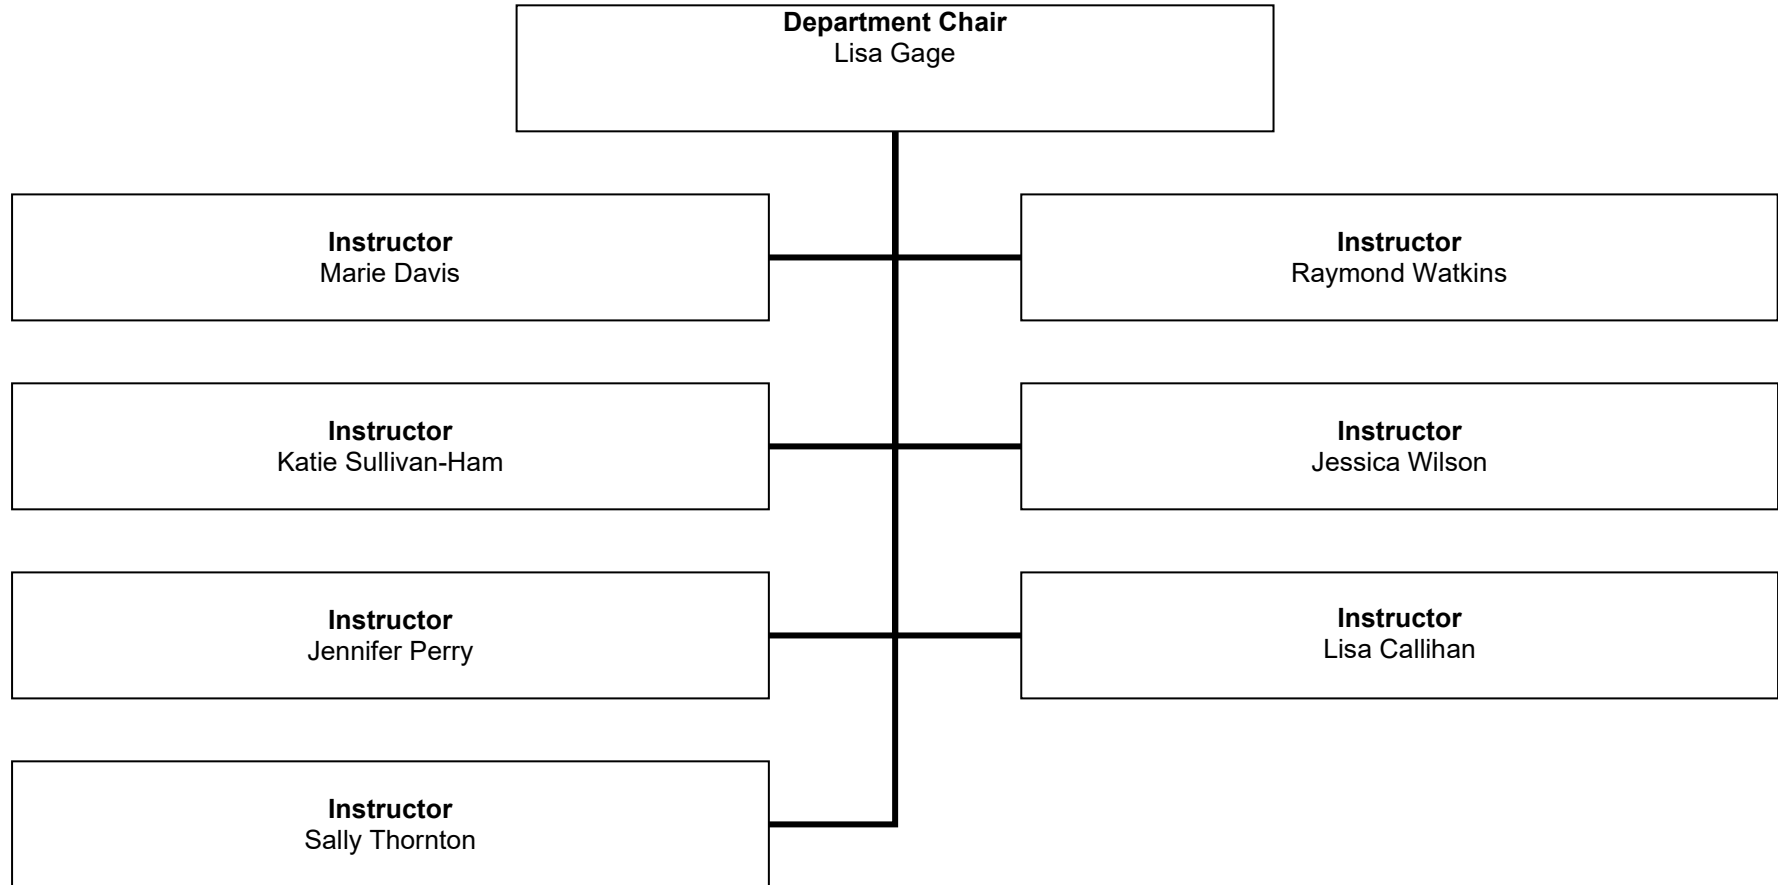 Department Chair
Lisa Gage
Instructor
Marie Davis
Instructor
Raymond Watkins
Instructor
Katie Sullivan-Ham
Instructor
Jessica Wilson
Instructor
Jennifer Perry
Instructor
Lisa Callihan
Instructor
Sally Thornton